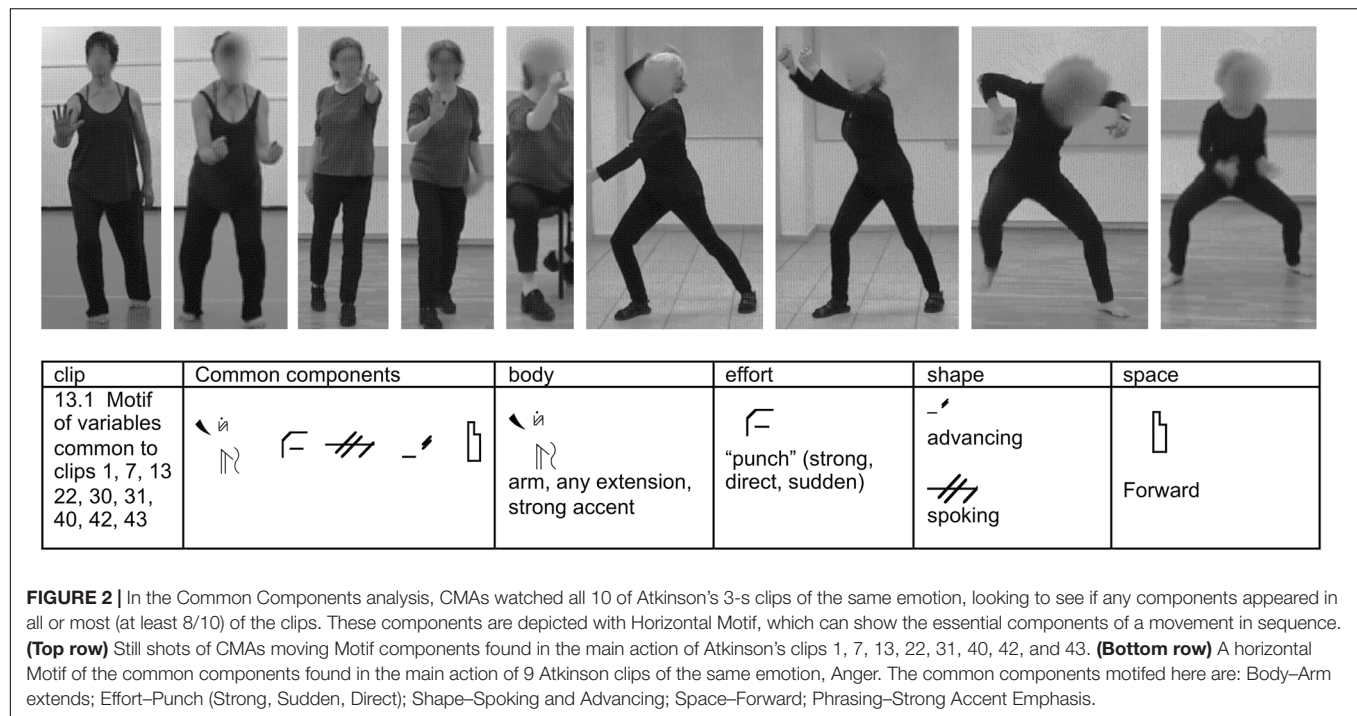 clip Common components body effort shape space
13.1 Motif
of variables
common to
clips 1, 7, 13
22, 30, 31,
40, 42, 43
arm, any extension,
strong accent
“punch” (strong,
direct, sudden)
advancing
spoking
Forward
FIGURE 2 | In the Common Components analysis, CMAs watched all 10 of Atkinson’s 3-s clips of the same emotion, looking to see if any components appeared in
all or most (at least 8/10) of the clips. These components are depicted with Horizontal Motif, which can show the essential components of a movement in sequence.
(Top row) Still shots of CMAs moving Motif components found in the main action of Atkinson’s clips 1, 7, 13, 22, 31, 40, 42, and 43. (Bottom row) A horizontal
Motif of the common components found in the main action of 9 Atkinson clips of the same emotion, Anger. The common components motifed here are: Body–Arm
extends; Effort–Punch (Strong, Sudden, Direct); Shape–Spoking and Advancing; Space–Forward; Phrasing–Strong Accent Emphasis.